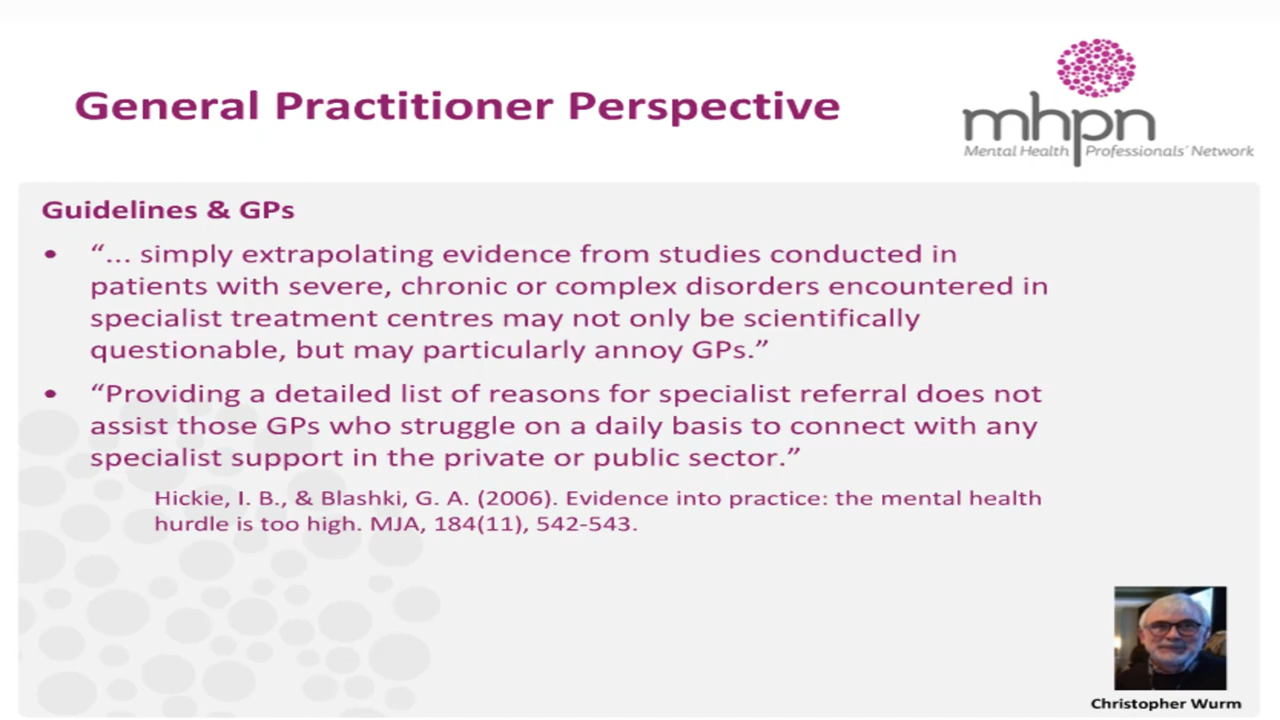 General Practitioner Perspective
mhpn
Mental Health Professionals' Network
Guidelines & GPs
• “... simply extrapolating evidence from studies conducted in
patients with severe, chronic or complex disorders encountered in
specialist treatment centres may not only be scientifically
questionable, but may particularly annoy GPs.”
• “Providing a detailed list of reasons for specialist referral does not
assist those GPs who struggle on a daily basis to connect with any
specialist support in the private or public sector.”
Hickie, I. B., & Blashki, G. A. (2006). Evidence into practice: the mental health
hurdle is too high. MJA, 184(11), 542-543.
Christopher Wurm